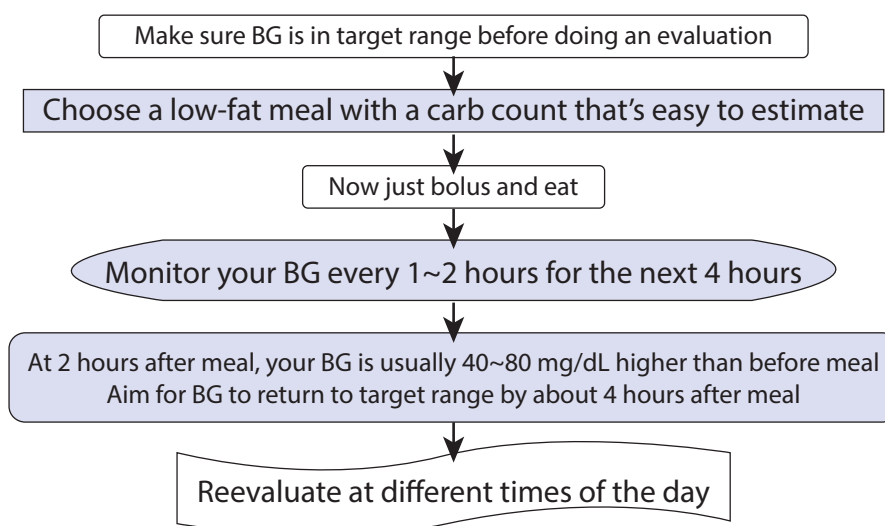 Make sure BG is in target range before doing an evaluation
Choose a low-fat meal with a carb count that's easy to estimate
Now just bolus and eat
Monitor your BG every 1~2 hours for the next 4 hours
At 2 hours after meal, your BG is usually 40~80 mg/dL higher than before meal
Aim for BG to return to target range by about 4 hours after meal
Reevaluate at different times of the day